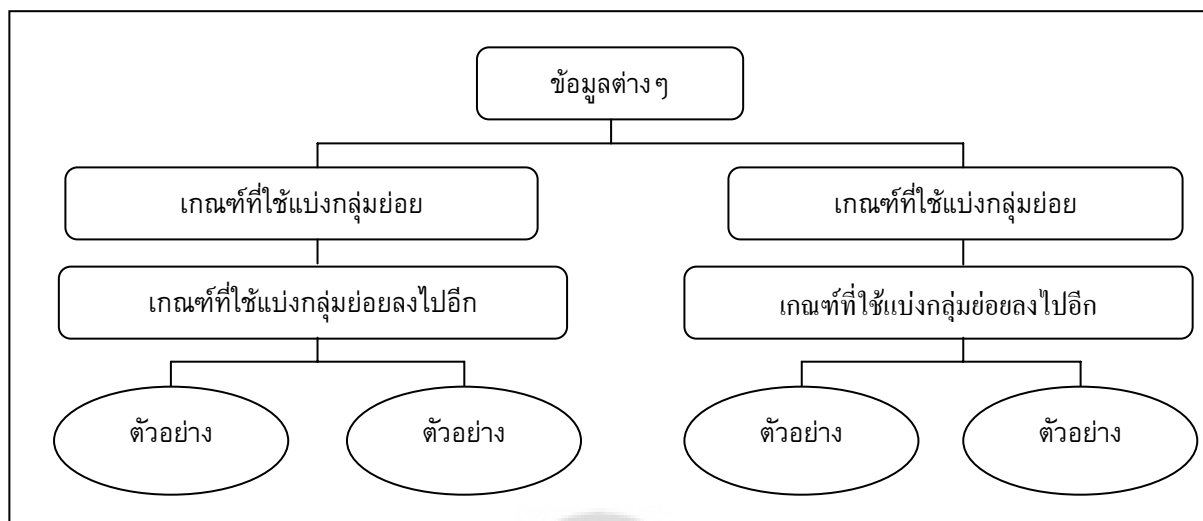 ข้อมูลต่าง ๆ
เกณฑ์ที่ใช้แบ่งกลุ่มย่อย
เกณฑ์ที่ใช้แบ่งกลุ่มย่อย
เกณฑ์ที่ใช้แบ่งกลุ่มย่อยลงไปอีก
เกณฑ์ที่ใช้แบ่งกลุ่มย่อยลงไปอีก
ตัวอย่าง
ตัวอย่าง
ตัวอย่าง
ตัวอย่าง